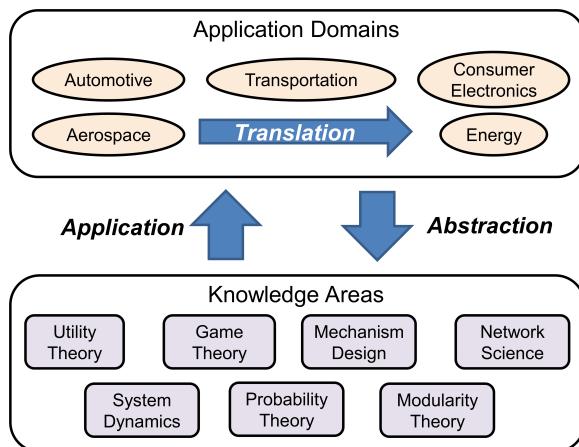 Application Domains
Automotive
Transportation
Consumer
Electronics
Aerospace
Translation
Energy
Application
Abstraction
Knowledge Areas
Utility
Theory
Game
Theory
Mechanism
Design
Network
Science
System
Dynamics
Probability
Theory
Modularity
Theory